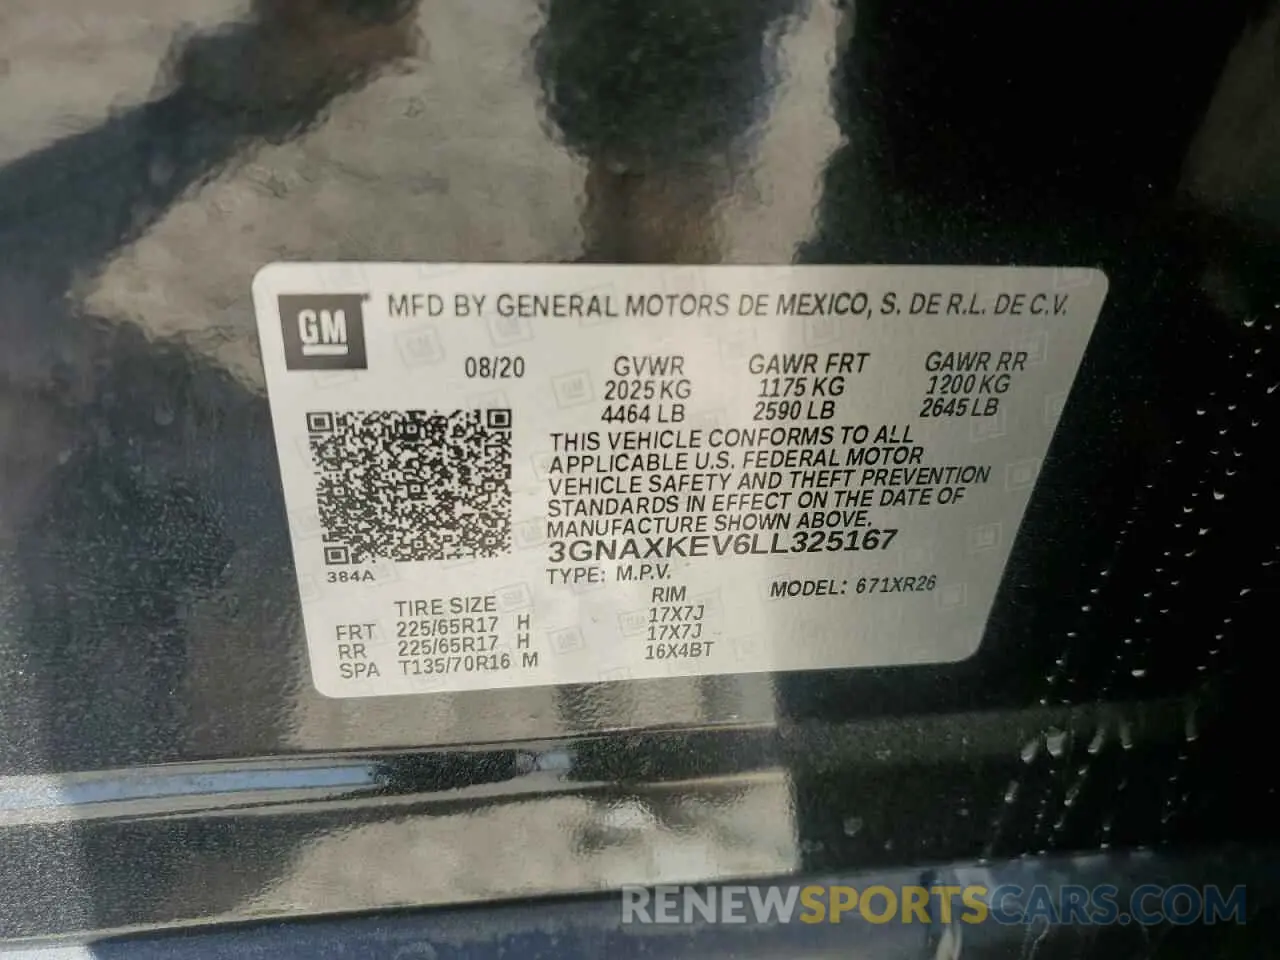 GM
MFD BY GENERAL MOTORS DE MEXICO, S. DE R.L. DE C.V.
08/20 GVWR GAWR FRT GAWR RR
2025 KG 1175 KG 1200 KG
4464 LB 2590 LB 2645 LB
THIS VEHICLE CONFORMS TO ALL
APPLICABLE U.S. FEDERAL MOTOR
VEHICLE SAFETY AND THEFT PREVENTION
STANDARDS IN EFFECT ON THE DATE OF
MANUFACTURE SHOWN ABOVE.
3GNAXKEV6LL325167
384A TYPE: M.P.V. MODEL: 671XR26
TIRE SIZE RIM
FRT 225/65R17 H 17X7J
RR 225/65R17 H 17X7J
SPA T135/70R16 M 16X4BT
RENEWSPORTSCARS.COM